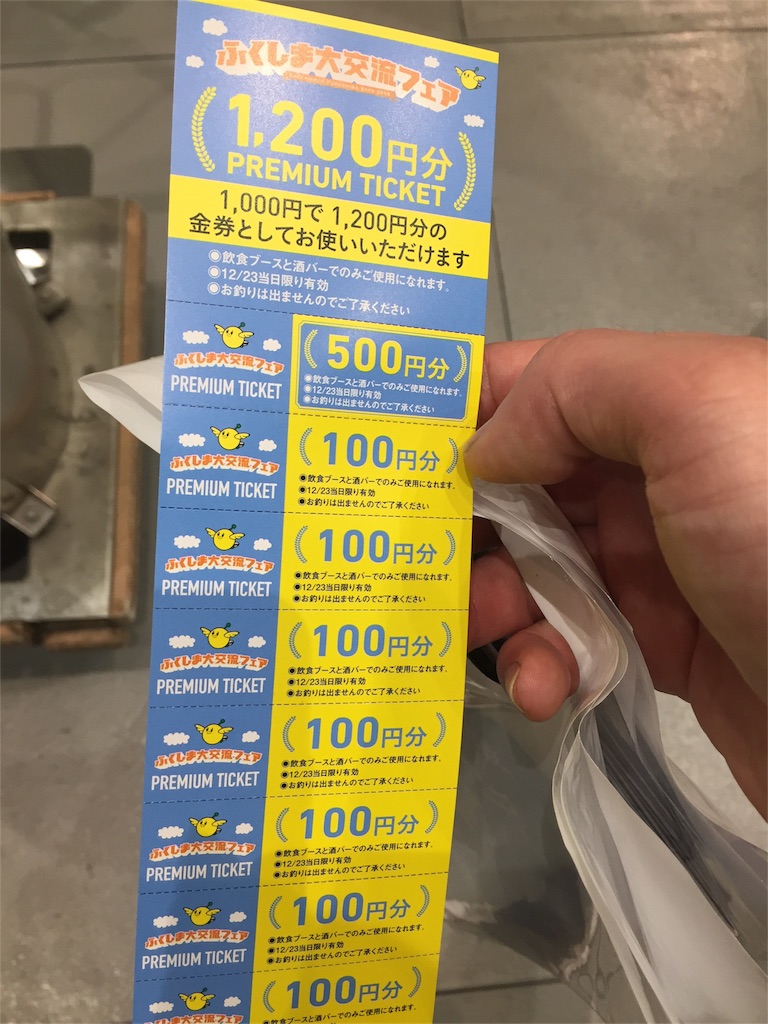 ふくしま大交流フェア
1,200円分
PREMIUM TICKET
1,000円で1,200円分の
金券としてお使いいただけます
◉飲食ブースと酒バーでのみご使用になれます。
◉12/23当日限り有効
◉お釣りは出ませんのでご了承ください
ふくしま大交流フェア
PREMIUM TICKET
500円分
◉飲食ブースと酒バーでのみご使用になれます。
◉12/23当日限り有効
◉お釣りは出ませんのでご了承ください
ふくしま大交流フェア
PREMIUM TICKET
100円分
◉飲食ブースと酒バーでのみご使用になれます。
◉12/23当日限り有効
◉お釣りは出ませんのでご了承ください
ふくしま大交流フェア
PREMIUM TICKET
100円分
◉飲食ブースと酒バーでのみご使用になれます。
◉12/23当日限り有効
◉お釣りは出ませんのでご了承ください
ふくしま大交流フェア
PREMIUM TICKET
100円分
◉飲食ブースと酒バーでのみご使用になれます。
◉12/23当日限り有効
◉お釣りは出ませんのでご了承ください
ふくしま大交流フェア
PREMIUM TICKET
100円分
◉飲食ブースと酒バーでのみご使用になれます。
◉12/23当日限り有効
◉お釣りは出ませんのでご了承ください
ふくしま大交流フェア
PREMIUM TICKET
100円分
◉飲食ブースと酒バーでのみご使用になれます。
◉12/23当日限り有効
◉お釣りは出ませんのでご了承ください
ふくしま大交流フェア
PREMIUM TICKET
100円分
◉飲食ブースと酒バーでのみご使用になれます。
◉12/23当日限り有効
◉お釣りは出ませんのでご了承ください
ふくしま大交流フェア
100円分